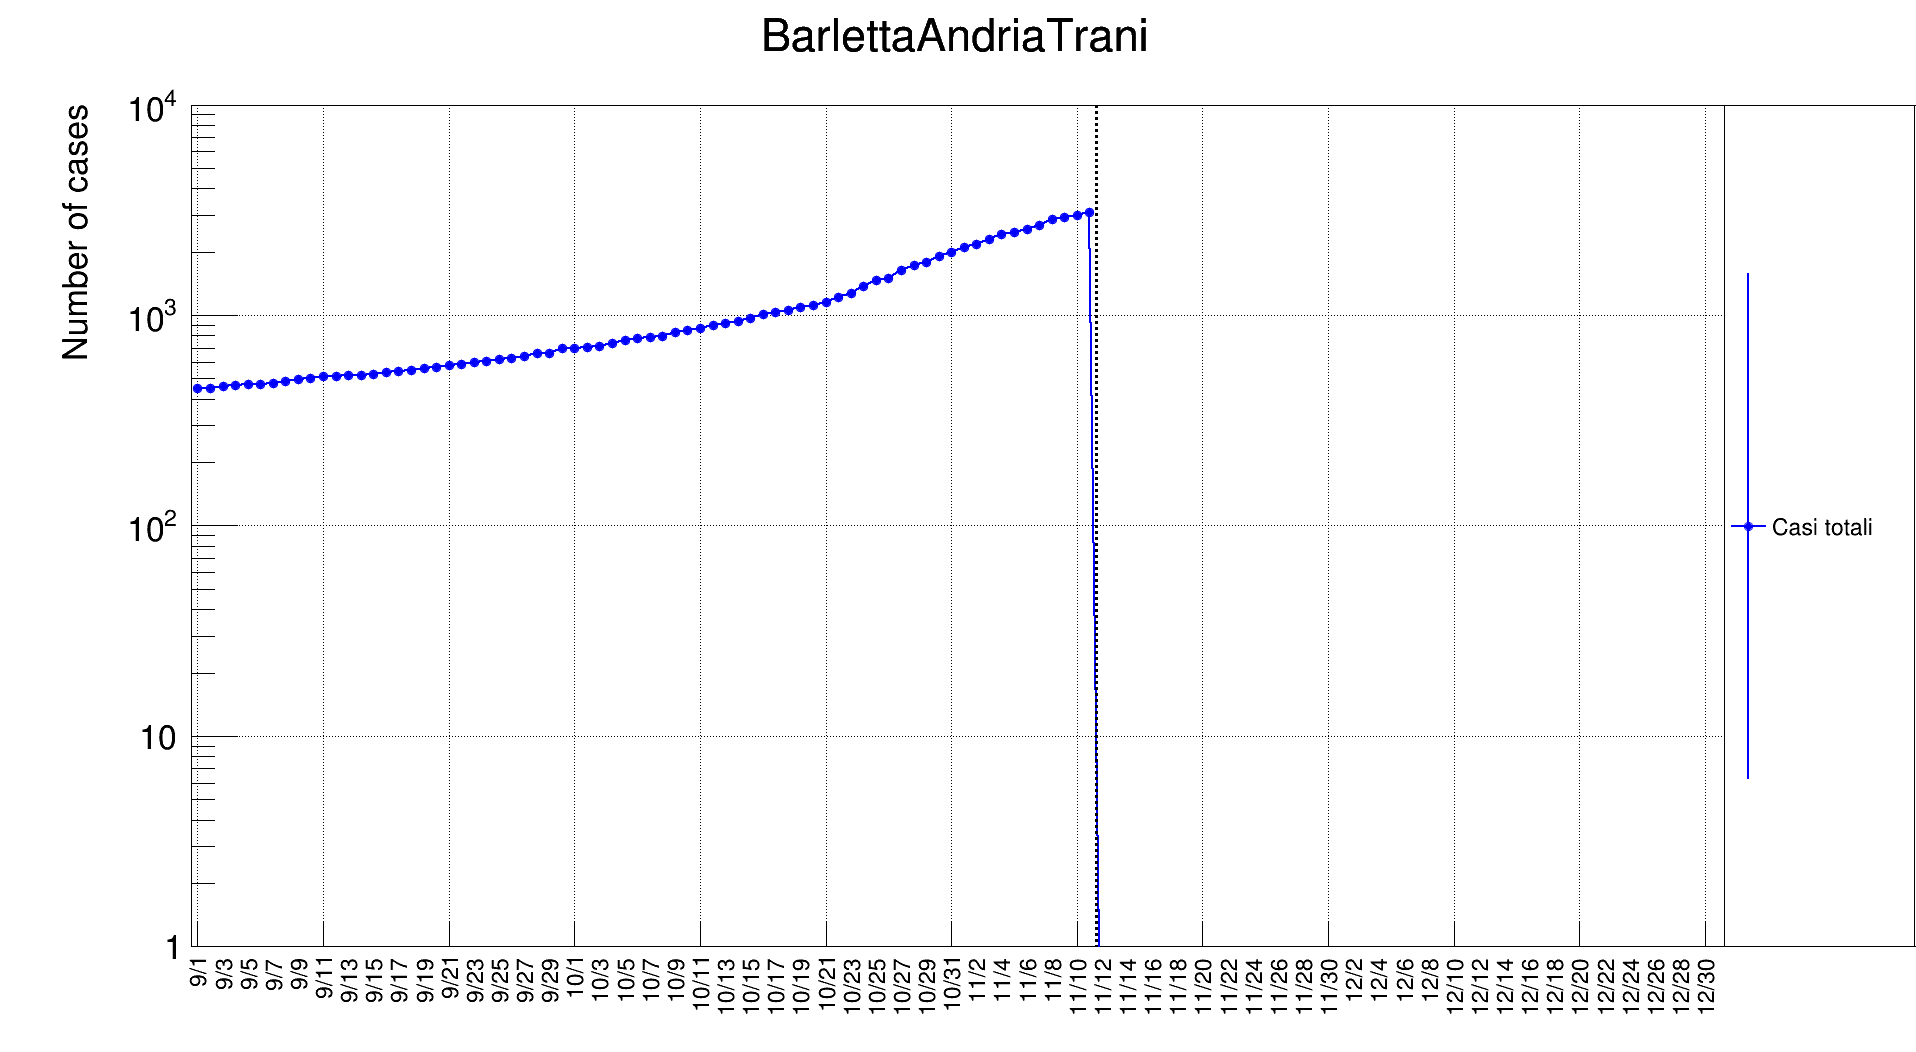 BarlettaAndriaTrani
Number of cases
10^4
10^3
10^2
10
1
9/1 9/3 9/5 9/7 9/9 9/11 9/13 9/15 9/17 9/19 9/21 9/23 9/25 9/27 9/29 10/1 10/3 10/5 10/7 10/9 10/11 10/13 10/15 10/17 10/19 10/21 10/23 10/25 10/27 10/29 10/31 11/2 11/4 11/6 11/8 11/10 11/12 11/14 11/16 11/18 11/20 11/22 11/24 11/26 11/28 11/30 12/2 12/4 12/6 12/8 12/10 12/12 12/14 12/16 12/18 12/20 12/22 12/24 12/26 12/28 12/30
Casi totali